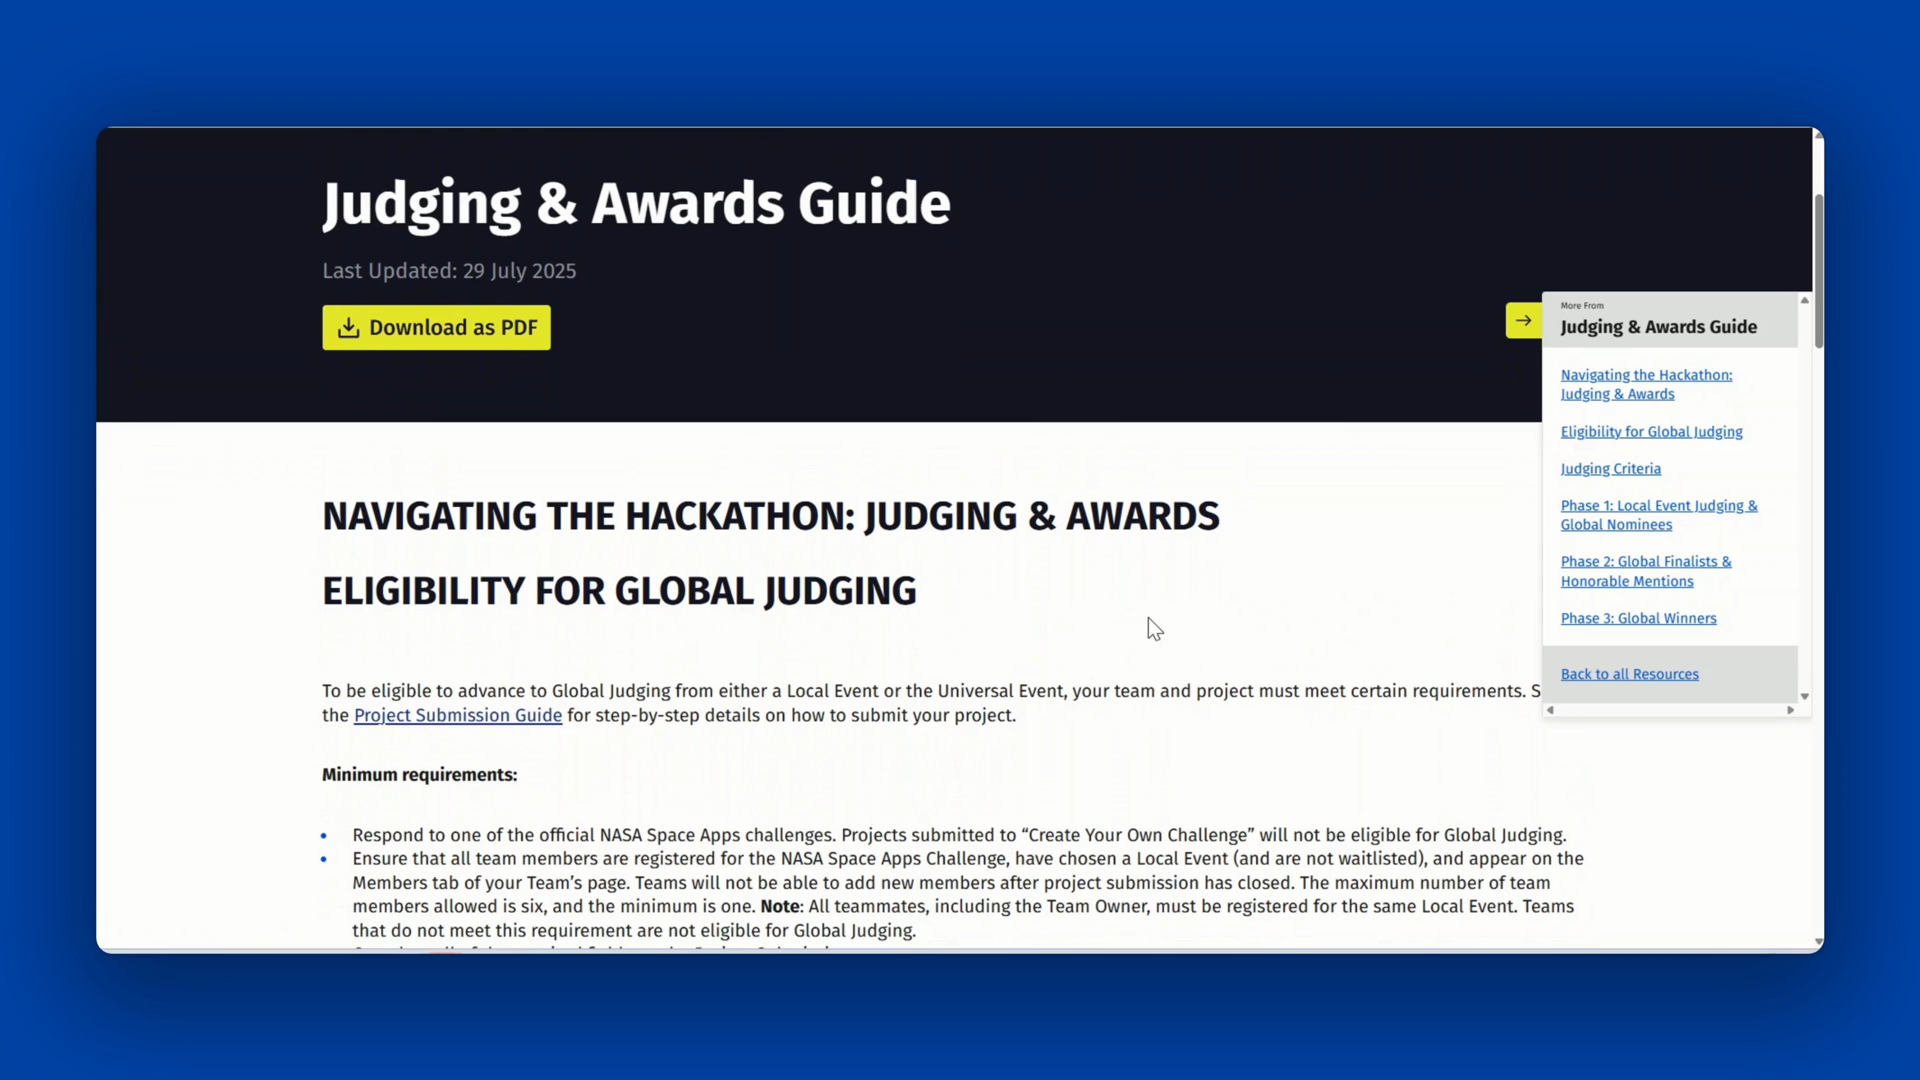 Judging & Awards Guide
Last Updated: 29 July 2025
Download as PDF
More From
Judging & Awards Guide
Navigating the Hackathon:
Judging & Awards
Eligibility for Global Judging
Judging Criteria
Phase 1: Local Event Judging &
Global Nominees
Phase 2: Global Finalists &
Honorable Mentions
Phase 3: Global Winners
Back to all Resources
NAVIGATING THE HACKATHON: JUDGING & AWARDS
ELIGIBILITY FOR GLOBAL JUDGING
To be eligible to advance to Global Judging from either a Local Event or the Universal Event, your team and project must meet certain requirements.
the Project Submission Guide for step-by-step details on how to submit your project.
Minimum requirements:
• Respond to one of the official NASA Space Apps challenges. Projects submitted to “Create Your Own Challenge” will not be eligible for Global Judging.
• Ensure that all team members are registered for the NASA Space Apps Challenge, have chosen a Local Event (and are not waitlisted), and appear on the
Members tab of your Team’s page. Teams will not be able to add new members after project submission has closed. The maximum number of team
members allowed is six, and the minimum is one. Note: All teammates, including the Team Owner, must be registered for the same Local Event. Teams
that do not meet this requirement are not eligible for Global Judging.